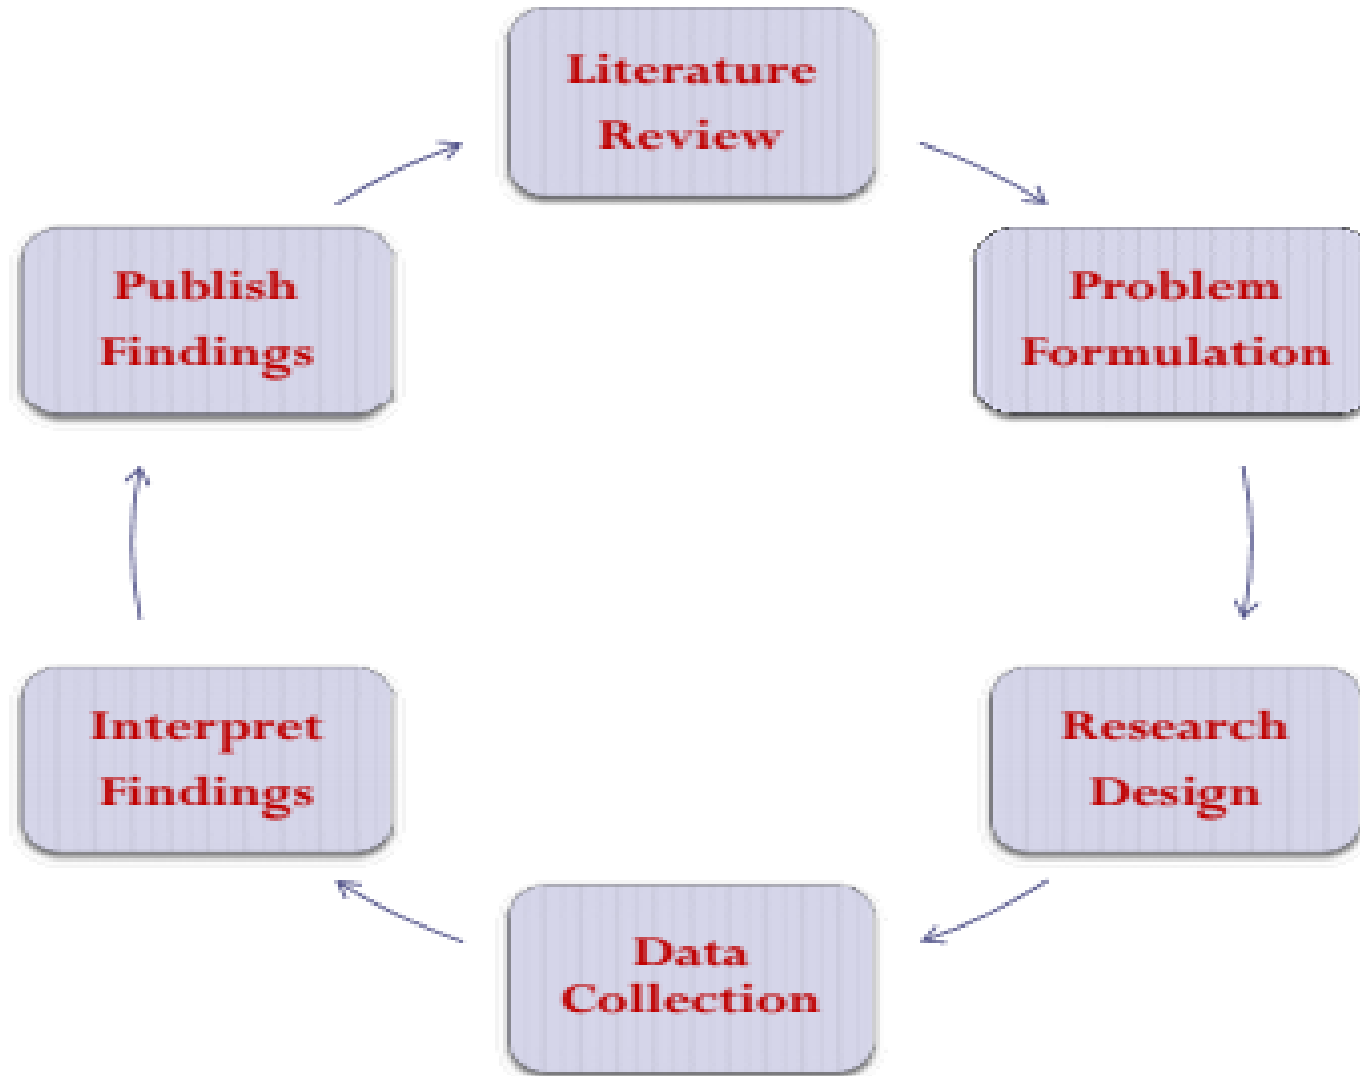 Literature
Review
Problem
Formulation
Research
Design
Data
Collection
Interpret
Findings
Publish
Findings